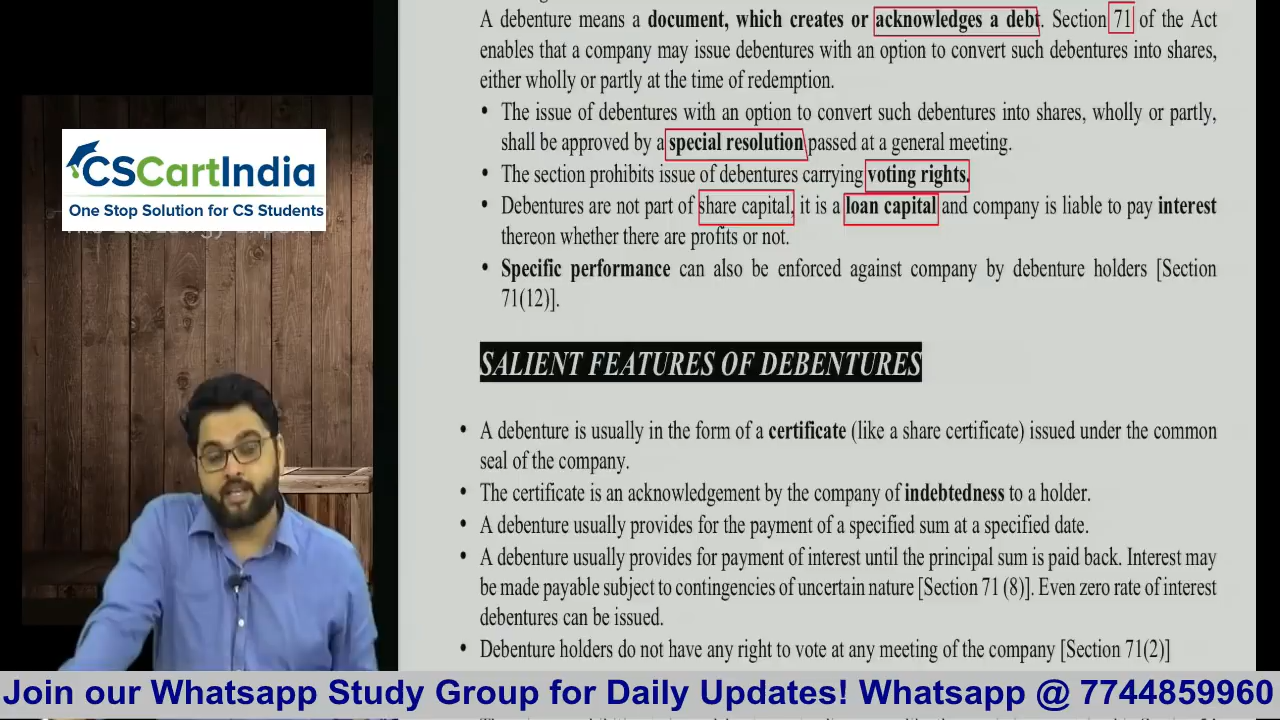 A debenture means a document, which creates or acknowledges a debt. Section 71 of the Act
enables that a company may issue debentures with an option to convert such debentures into shares,
either wholly or partly at the time of redemption.
• The issue of debentures with an option to convert such debentures into shares, wholly or partly,
shall be approved by a special resolution passed at a general meeting.
• The section prohibits issue of debentures carrying voting rights.
• Debentures are not part of share capital, it is a loan capital and company is liable to pay interest
thereon whether there are profits or not.
• Specific performance can also be enforced against company by debenture holders [Section
71(12)].
SALIENT FEATURES OF DEBENTURES
• A debenture is usually in the form of a certificate (like a share certificate) issued under the common
seal of the company.
• The certificate is an acknowledgement by the company of indebtedness to a holder.
• A debenture usually provides for the payment of a specified sum at a specified date.
• A debenture usually provides for payment of interest until the principal sum is paid back. Interest may
be made payable subject to contingencies of uncertain nature [Section 71 (8)]. Even zero rate of interest
debentures can be issued.
• Debenture holders do not have any right to vote at any meeting of the company [Section 71(2)]
CSCartIndia
One Stop Solution for CS Students
Join our Whatsapp Study Group for Daily Updates! Whatsapp @ 7744859960